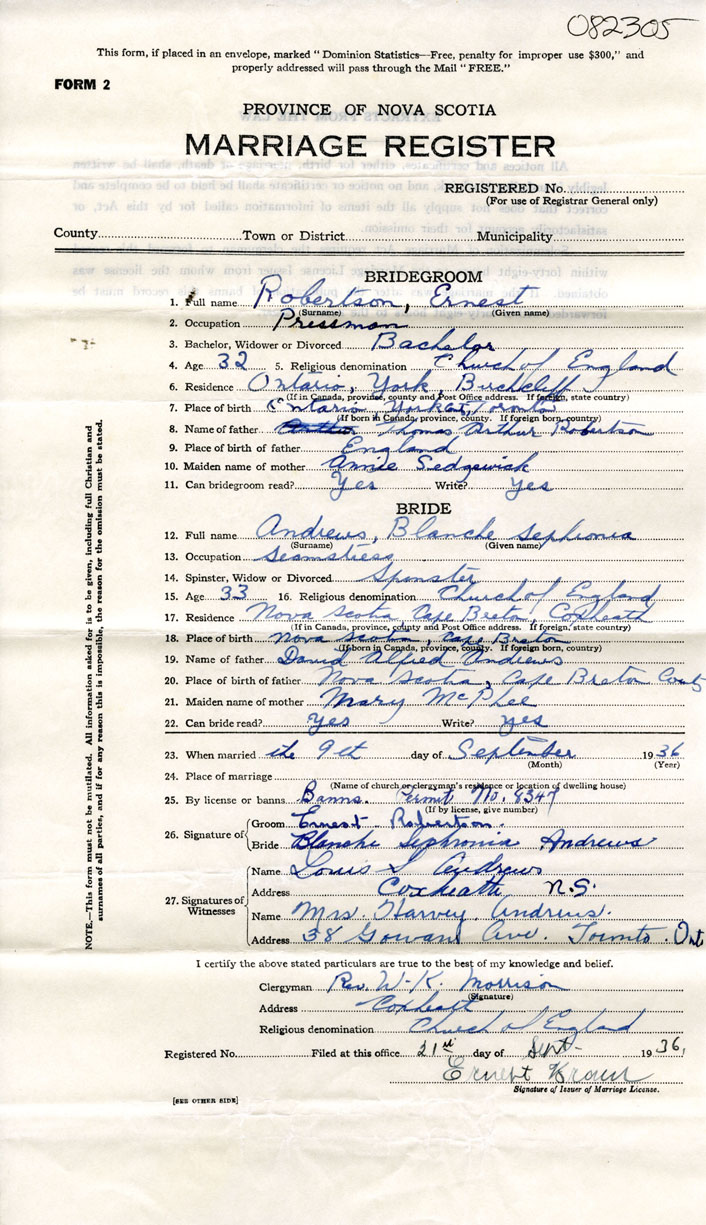 082305
This form, if placed in an envelope, marked "Dominion Statistics—Free, penalty for improper use $300," and
properly addressed will pass through the Mail "FREE."
FORM 2
PROVINCE OF NOVA SCOTIA
MARRIAGE REGISTER
REGISTERED No.
(For use of Registrar General only)
County Town or District Municipality
BRIDEGROOM
1. Full name Robertson, Ernest
(Surname) (Given name)
2. Occupation Pressman
3. Bachelor, Widower or Divorced Bachelor
4. Age 32 5. Religious denomination Church of England
6. Residence Ontario, York, Birchcliff
(If in Canada, province, county and Post Office address. If foreign, state country)
7. Place of birth Ontario, York Co, Toronto
(If born in Canada, province, county. If foreign born, country)
8. Name of father Thomas Arthur Robertson
9. Place of birth of father England
10. Maiden name of mother Annie Sedgewick
11. Can bridegroom read? Yes Write? Yes
BRIDE
12. Full name Andrews, Blanche Sephronia
(Surname) (Given name)
13. Occupation Seamstress
14. Spinster, Widow or Divorced Spinster
15. Age 33 16. Religious denomination Church of England
17. Residence Nova Scotia, Cape Breton, Coxheath
(If in Canada, province, county and Post Office address. If foreign, state country)
18. Place of birth Nova Scotia, Cape Breton
(If born in Canada, province, county. If foreign born, country)
19. Name of father David Alfred Andrews
20. Place of birth of father Nova Scotia, Cape Breton County
21. Maiden name of mother Mary McPhee
22. Can bride read? Yes Write? Yes
23. When married the 9th day of September 1936
(Month) (Year)
24. Place of marriage
(Name of church or clergyman's residence or location of dwelling house)
25. By license or banns Banns. Permit No. 8347
(If by license, give number)
26. Signature of Groom Ernest Robertson.
Bride Blanche Sephronia Andrews
27. Signatures of Witnesses
Name Louis S Andrews
Address Coxheath N.S.
Name Mrs. Harvey Andrews.
Address 38 Gowan Ave. Toronto. Ont
I certify the above stated particulars are true to the best of my knowledge and belief.
Clergyman Rev. W. K. Morrison
(Signature)
Address Coxheath
Religious denomination Church of England
Registered No. Filed at this office 21st day of Sept 1936,
Ernest
Signature of Issuer of Marriage License.
[SEE OTHER SIDE]
NOTE.—This form must not be mutilated. All information asked for is to be given, including full Christian and
surnames of all parties, and if for any reason this is impossible, the reason for the omission must be stated.